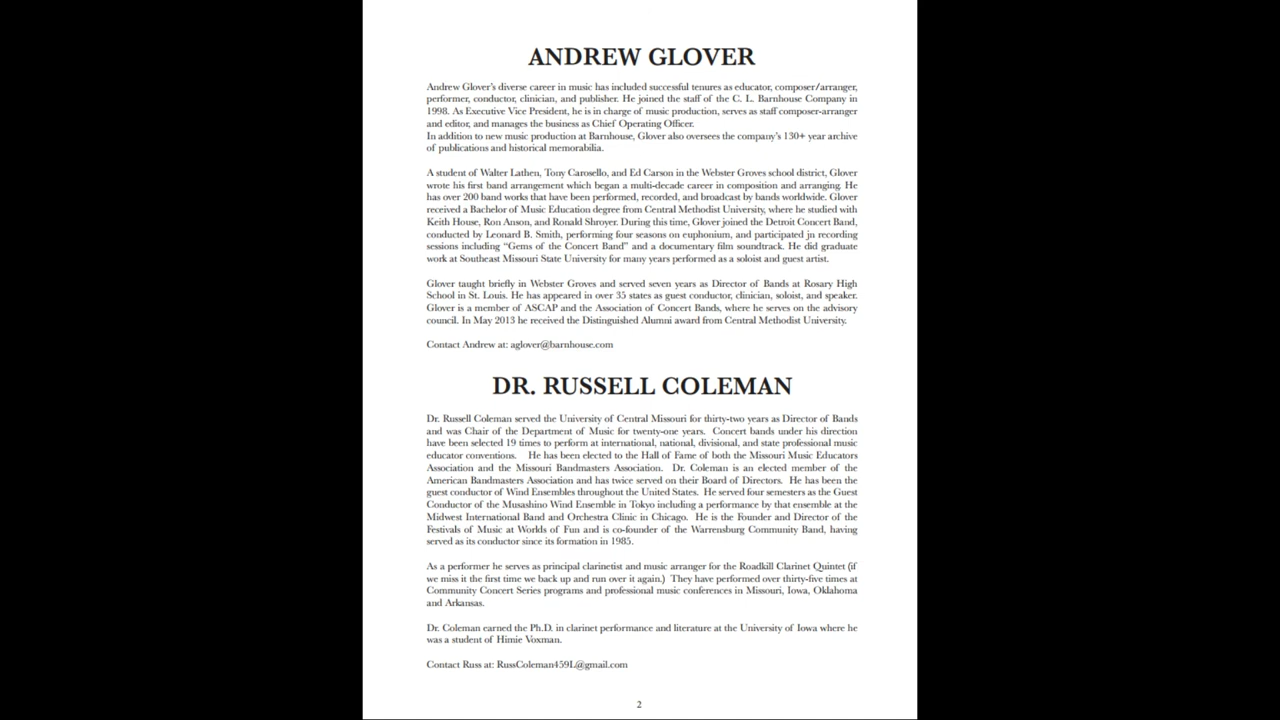 ANDREW GLOVER
Andrew Glover's diverse career in music has included successful tenures as educator, composer/arranger,
performer, conductor, clinician, and publisher. He joined the staff of the C. L. Barnhouse Company in
1998. As Executive Vice President, he is in charge of music production, serves as staff composer-arranger
and editor, and manages the business as Chief Operating Officer.
In addition to new music production at Barnhouse, Glover also oversees the company's 130+ year archive
of publications and historical memorabilia.
A student of Walter Lathen, Tony Carosello, and Ed Carson in the Webster Groves school district, Glover
wrote his first band arrangement which began a multi-decade career in composition and arranging. He
has over 200 band works that have been performed, recorded, and broadcast by bands worldwide. Glover
received a Bachelor of Music Education degree from Central Methodist University, where he studied with
Keith House, Ron Anson, and Ronald Shroyer. During this time, Glover joined the Detroit Concert Band,
conducted by Leonard B. Smith, performing four seasons on euphonium, and participated jn recording
sessions including “Gems of the Concert Band” and a documentary film soundtrack. He did graduate
work at Southeast Missouri State University for many years performed as a soloist and guest artist.
Glover taught briefly in Webster Groves and served seven years as Director of Bands at Rosary High
School in St. Louis. He has appeared in over 35 states as guest conductor, clinician, soloist, and speaker.
Glover is a member of ASCAP and the Association of Concert Bands, where he serves on the advisory
council. In May 2013 he received the Distinguished Alumni award from Central Methodist University.
Contact Andrew at: aglover@barnhouse.com
DR. RUSSELL COLEMAN
Dr. Russell Coleman served the University of Central Missouri for thirty-two years as Director of Bands
and was Chair of the Department of Music for twenty-one years. Concert bands under his direction
have been selected 19 times to perform at international, national, divisional, and state professional music
educator conventions. He has been elected to the Hall of Fame of both the Missouri Music Educators
Association and the Missouri Bandmasters Association. Dr. Coleman is an elected member of the
American Bandmasters Association and has twice served on their Board of Directors. He has been the
guest conductor of Wind Ensembles throughout the United States. He served four semesters as the Guest
Conductor of the Musashino Wind Ensemble in Tokyo including a performance by that ensemble at the
Midwest International Band and Orchestra Clinic in Chicago. He is the Founder and Director of the
Festivals of Music at Worlds of Fun and is co-founder of the Warrensburg Community Band, having
served as its conductor since its formation in 1985.
As a performer he serves as principal clarinetist and music arranger for the Roadkill Clarinet Quintet (if
we miss it the first time we back up and run over it again.) They have performed over thirty-five times at
Community Concert Series programs and professional music conferences in Missouri, Iowa, Oklahoma
and Arkansas.
Dr. Coleman earned the Ph.D. in clarinet performance and literature at the University of Iowa where he
was a student of Himie Voxman.
Contact Russ at: RussColeman459L@gmail.com
2